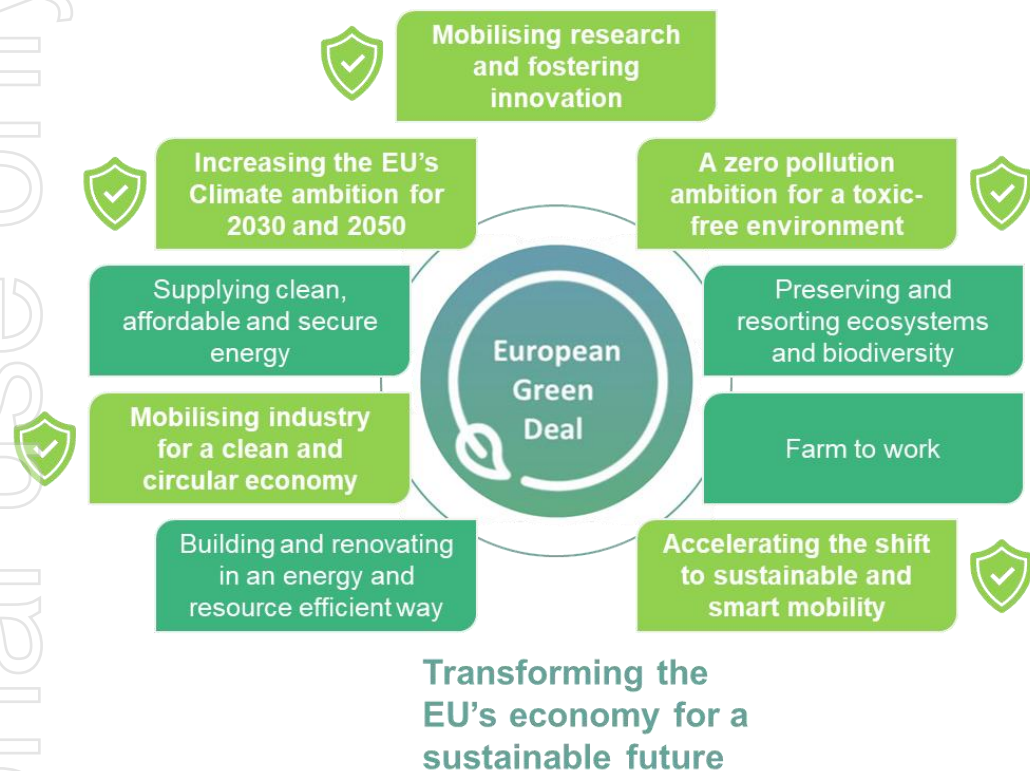 Mobilising research
and fostering
innovation
Increasing the EU's
Climate ambition for
2030 and 2050
A zero pollution
ambition for a toxic-
free environment
Supplying clean,
affordable and secure
energy
Preserving and
resorting ecosystems
and biodiversity
European
Green
Deal
Mobilising industry
for a clean and
circular economy
Farm to work
Building and renovating
in an energy and
resource efficient way
Accelerating the shift
to sustainable and
smart mobility
Transforming the
EU's economy for a
sustainable future